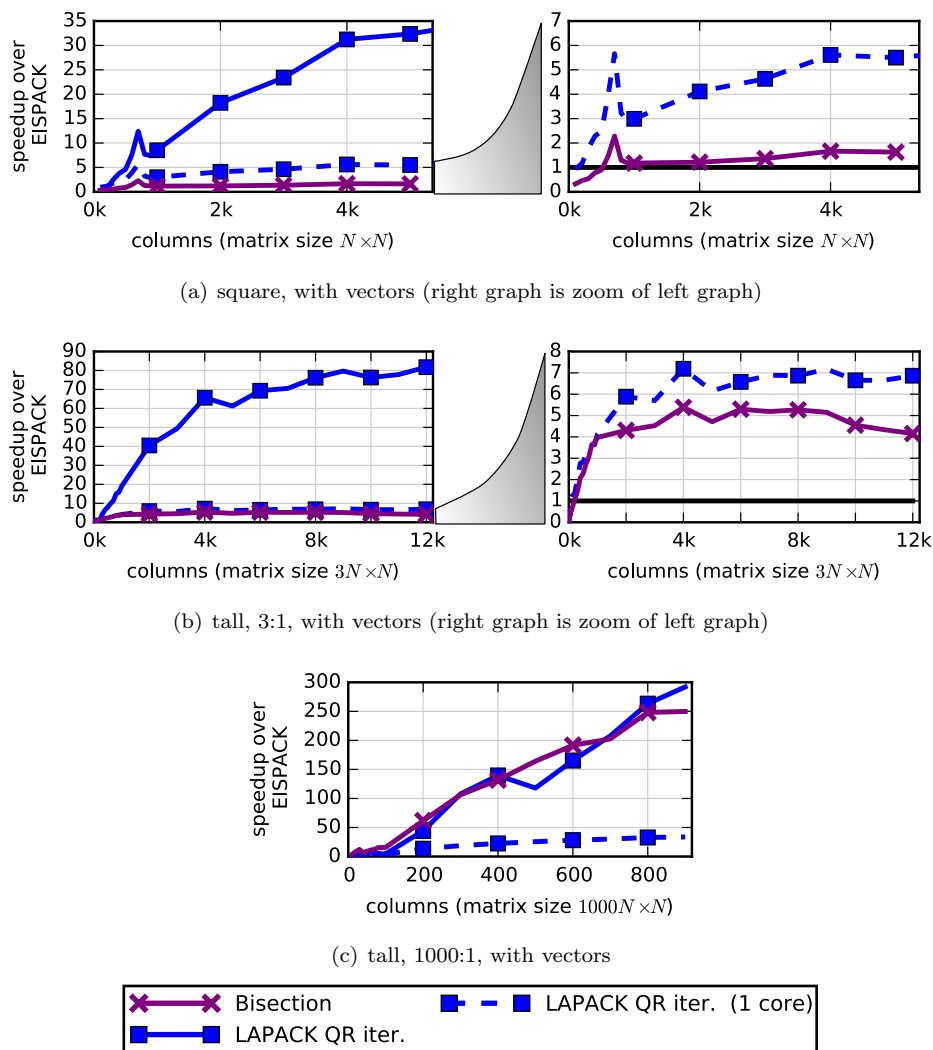 speedup over
EISPACK
35
30
25
20
15
10
5
0
0k 2k 4k
columns (matrix size N×N)
7
6
5
4
3
2
1
0
0k 2k 4k
columns (matrix size N×N)
(a) square, with vectors (right graph is zoom of left graph)
speedup over
EISPACK
90
80
70
60
50
40
30
20
10
0
0k 4k 8k 12k
columns (matrix size 3N×N)
8
7
6
5
4
3
2
1
0
0k 4k 8k 12k
columns (matrix size 3N×N)
(b) tall, 3:1, with vectors (right graph is zoom of left graph)
speedup over
EISPACK
300
250
200
150
100
50
0
0 200 400 600 800
columns (matrix size 1000N×N)
(c) tall, 1000:1, with vectors
Bisection
LAPACK QR iter.
LAPACK QR iter. (1 core)